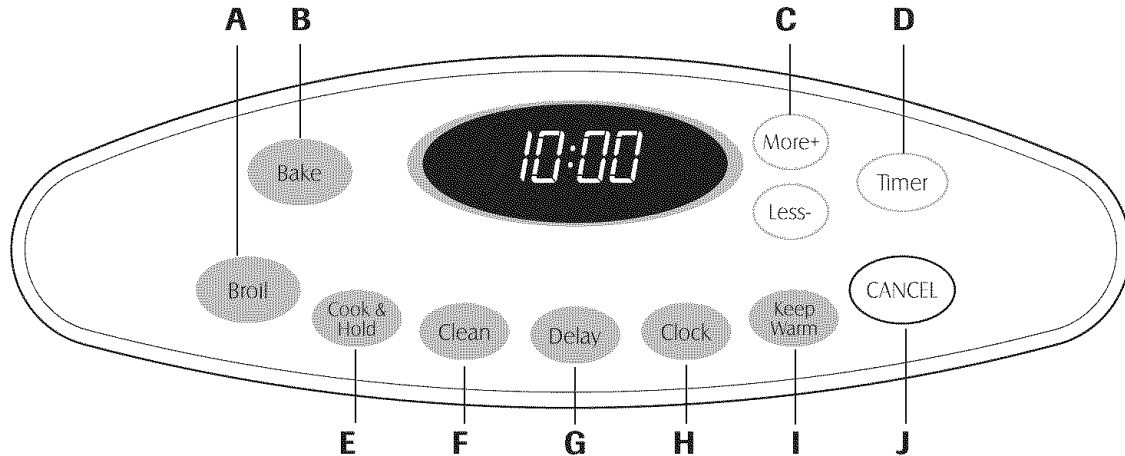 A B C D
10:00
More+
Bake
Timer
Less-
Broil
CANCEL
Cook &
Hold
Clean
Delay
Clock
Keep
Warm
E F G H I J